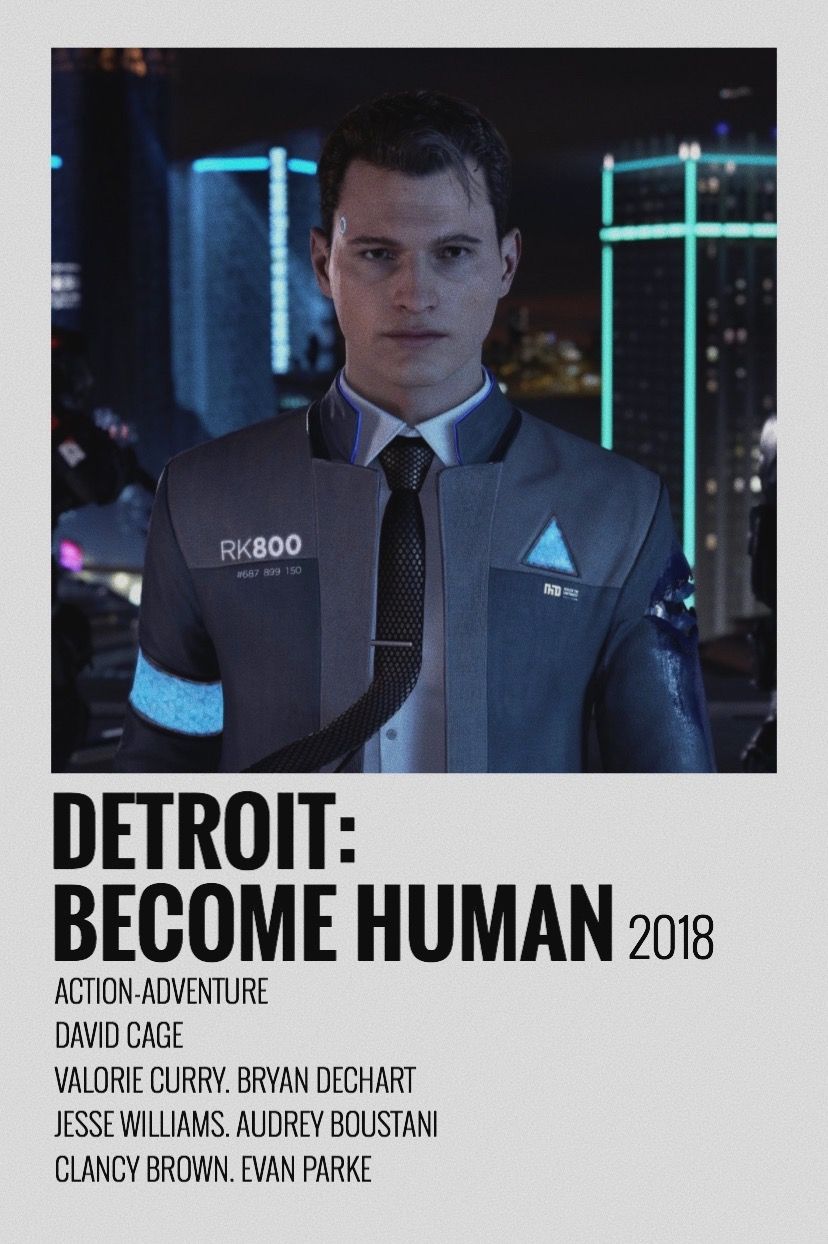 RK800
#687 899 150
DETROIT:
BECOME HUMAN 2018
ACTION-ADVENTURE
DAVID CAGE
VALORIE CURRY. BRYAN DECHART
JESSE WILLIAMS. AUDREY BOUSTANI
CLANCY BROWN. EVAN PARKE